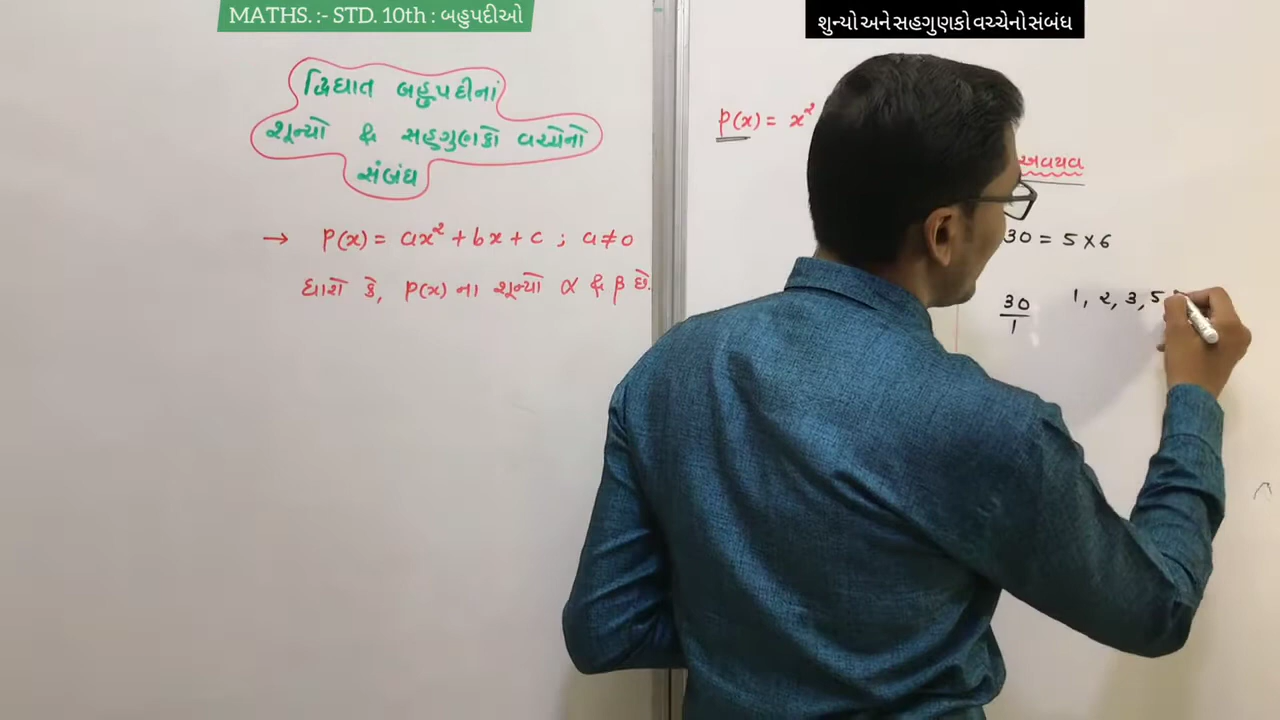 MATHS. :- STD. 10th : બહુપદીઓ
શુન્યો અને સહગુણકો વચ્ચેનો સંબંધ
દ્વિઘાત બહુપદીનાં
શૂન્યો & સહગુણકો વચ્ચેનો
સંબંધ
→ P(x) = ax² + bx + c ; a ≠ 0
ધારો કે, P(x) ના શૂન્યો α & β છે.
P(x) = x²
અવયવ
30 = 5 × 6
30/1
1, 2, 3, 5